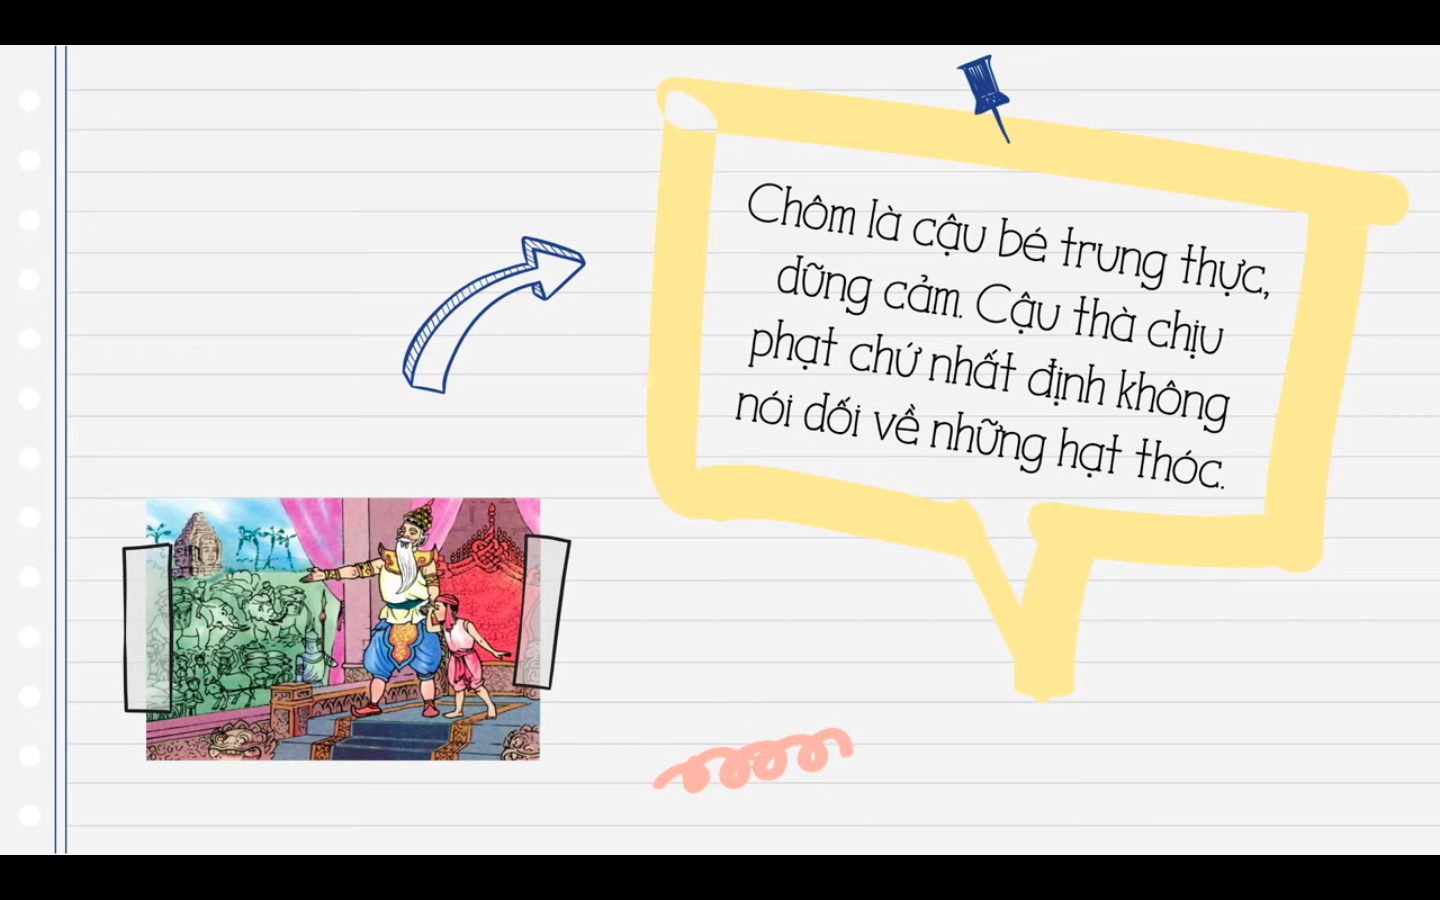 Chôm là cậu bé trung thực,
dũng cảm. Cậu thà chịu
phạt chứ nhất định không
nói dối về những hạt thóc.